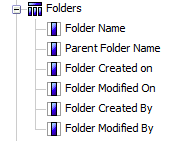 Folders
Folder Name
Parent Folder Name
Folder Created on
Folder Modified On
Folder Created By
Folder Modified By